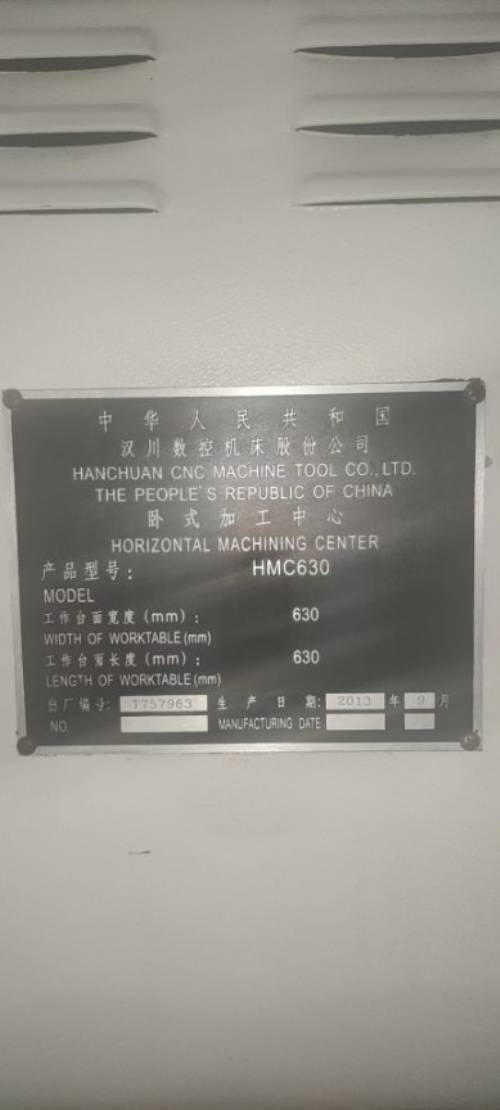 中华人民共和国
汉川数控机床股份公司
HANCHUAN CNC MACHINE TOOL CO.,LTD.
THE PEOPLE'S REPUBLIC OF CHINA
卧式加工中心
HORIZONTAL MACHINING CENTER
产品型号: HMC630
MODEL
工作台面宽度(mm): 630
WIDTH OF WORKTABLE(mm)
工作台面长度(mm): 630
LENGTH OF WORKTABLE(mm)
出厂编号: T757963 生产日期: 2013 年 9 月
NO. MANUFACTURING DATE